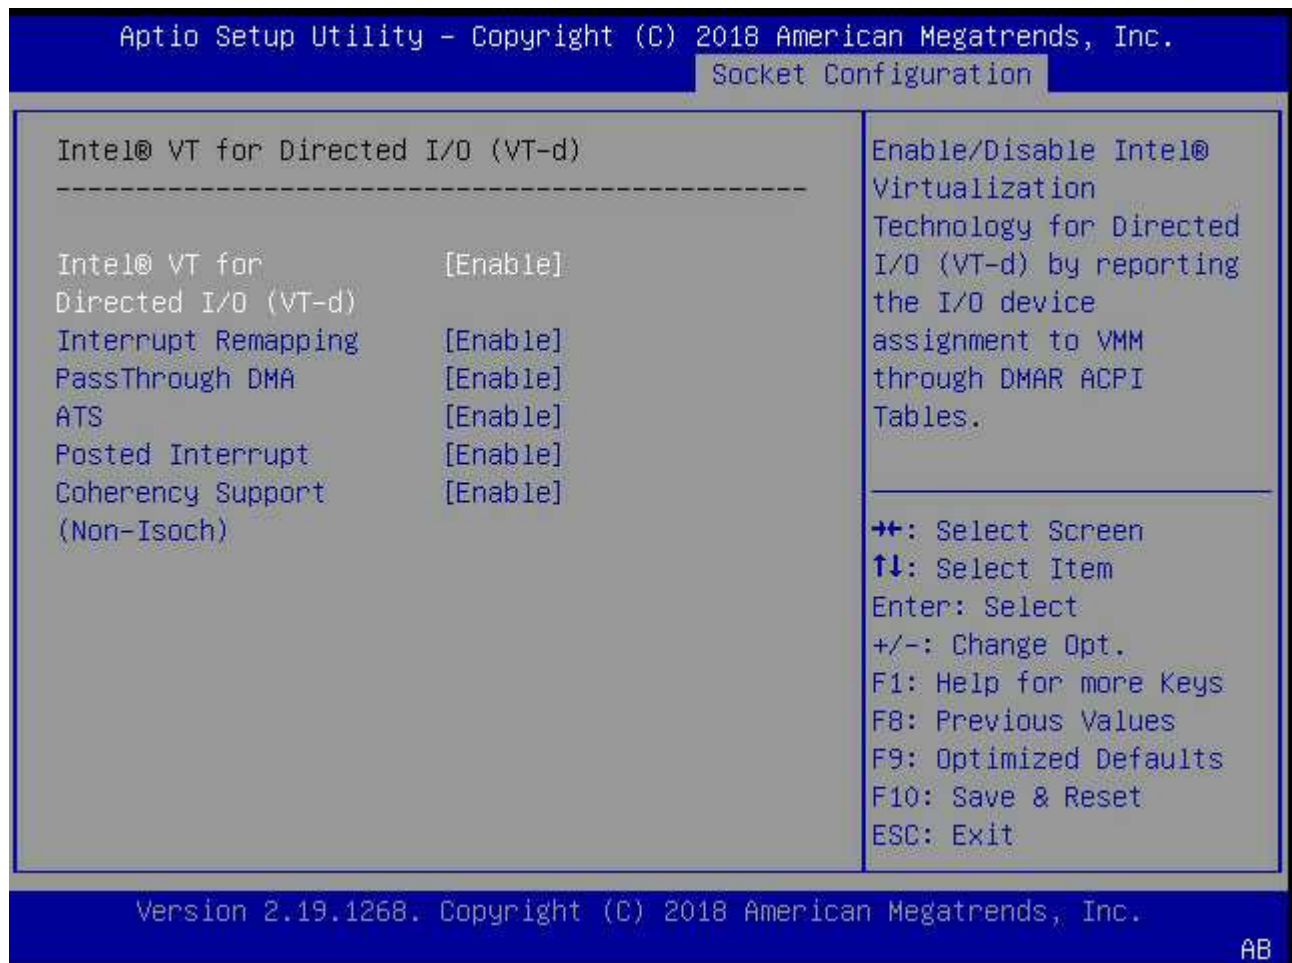 Aptio Setup Utility – Copyright (C) 2018 American Megatrends, Inc.
Socket Configuration
Intel® VT for Directed I/O (VT-d)
-----------------------------------------------
Intel® VT for [Enable]
Directed I/O (VT-d)
Interrupt Remapping [Enable]
PassThrough DMA [Enable]
ATS [Enable]
Posted Interrupt [Enable]
Coherency Support [Enable]
(Non-Isoch)
Enable/Disable Intel®
Virtualization
Technology for Directed
I/O (VT-d) by reporting
the I/O device
assignment to VMM
through DMAR ACPI
Tables.
→←: Select Screen
↑↓: Select Item
Enter: Select
+/-: Change Opt.
F1: Help for more Keys
F8: Previous Values
F9: Optimized Defaults
F10: Save & Reset
ESC: Exit
Version 2.19.1268. Copyright (C) 2018 American Megatrends, Inc.
AB